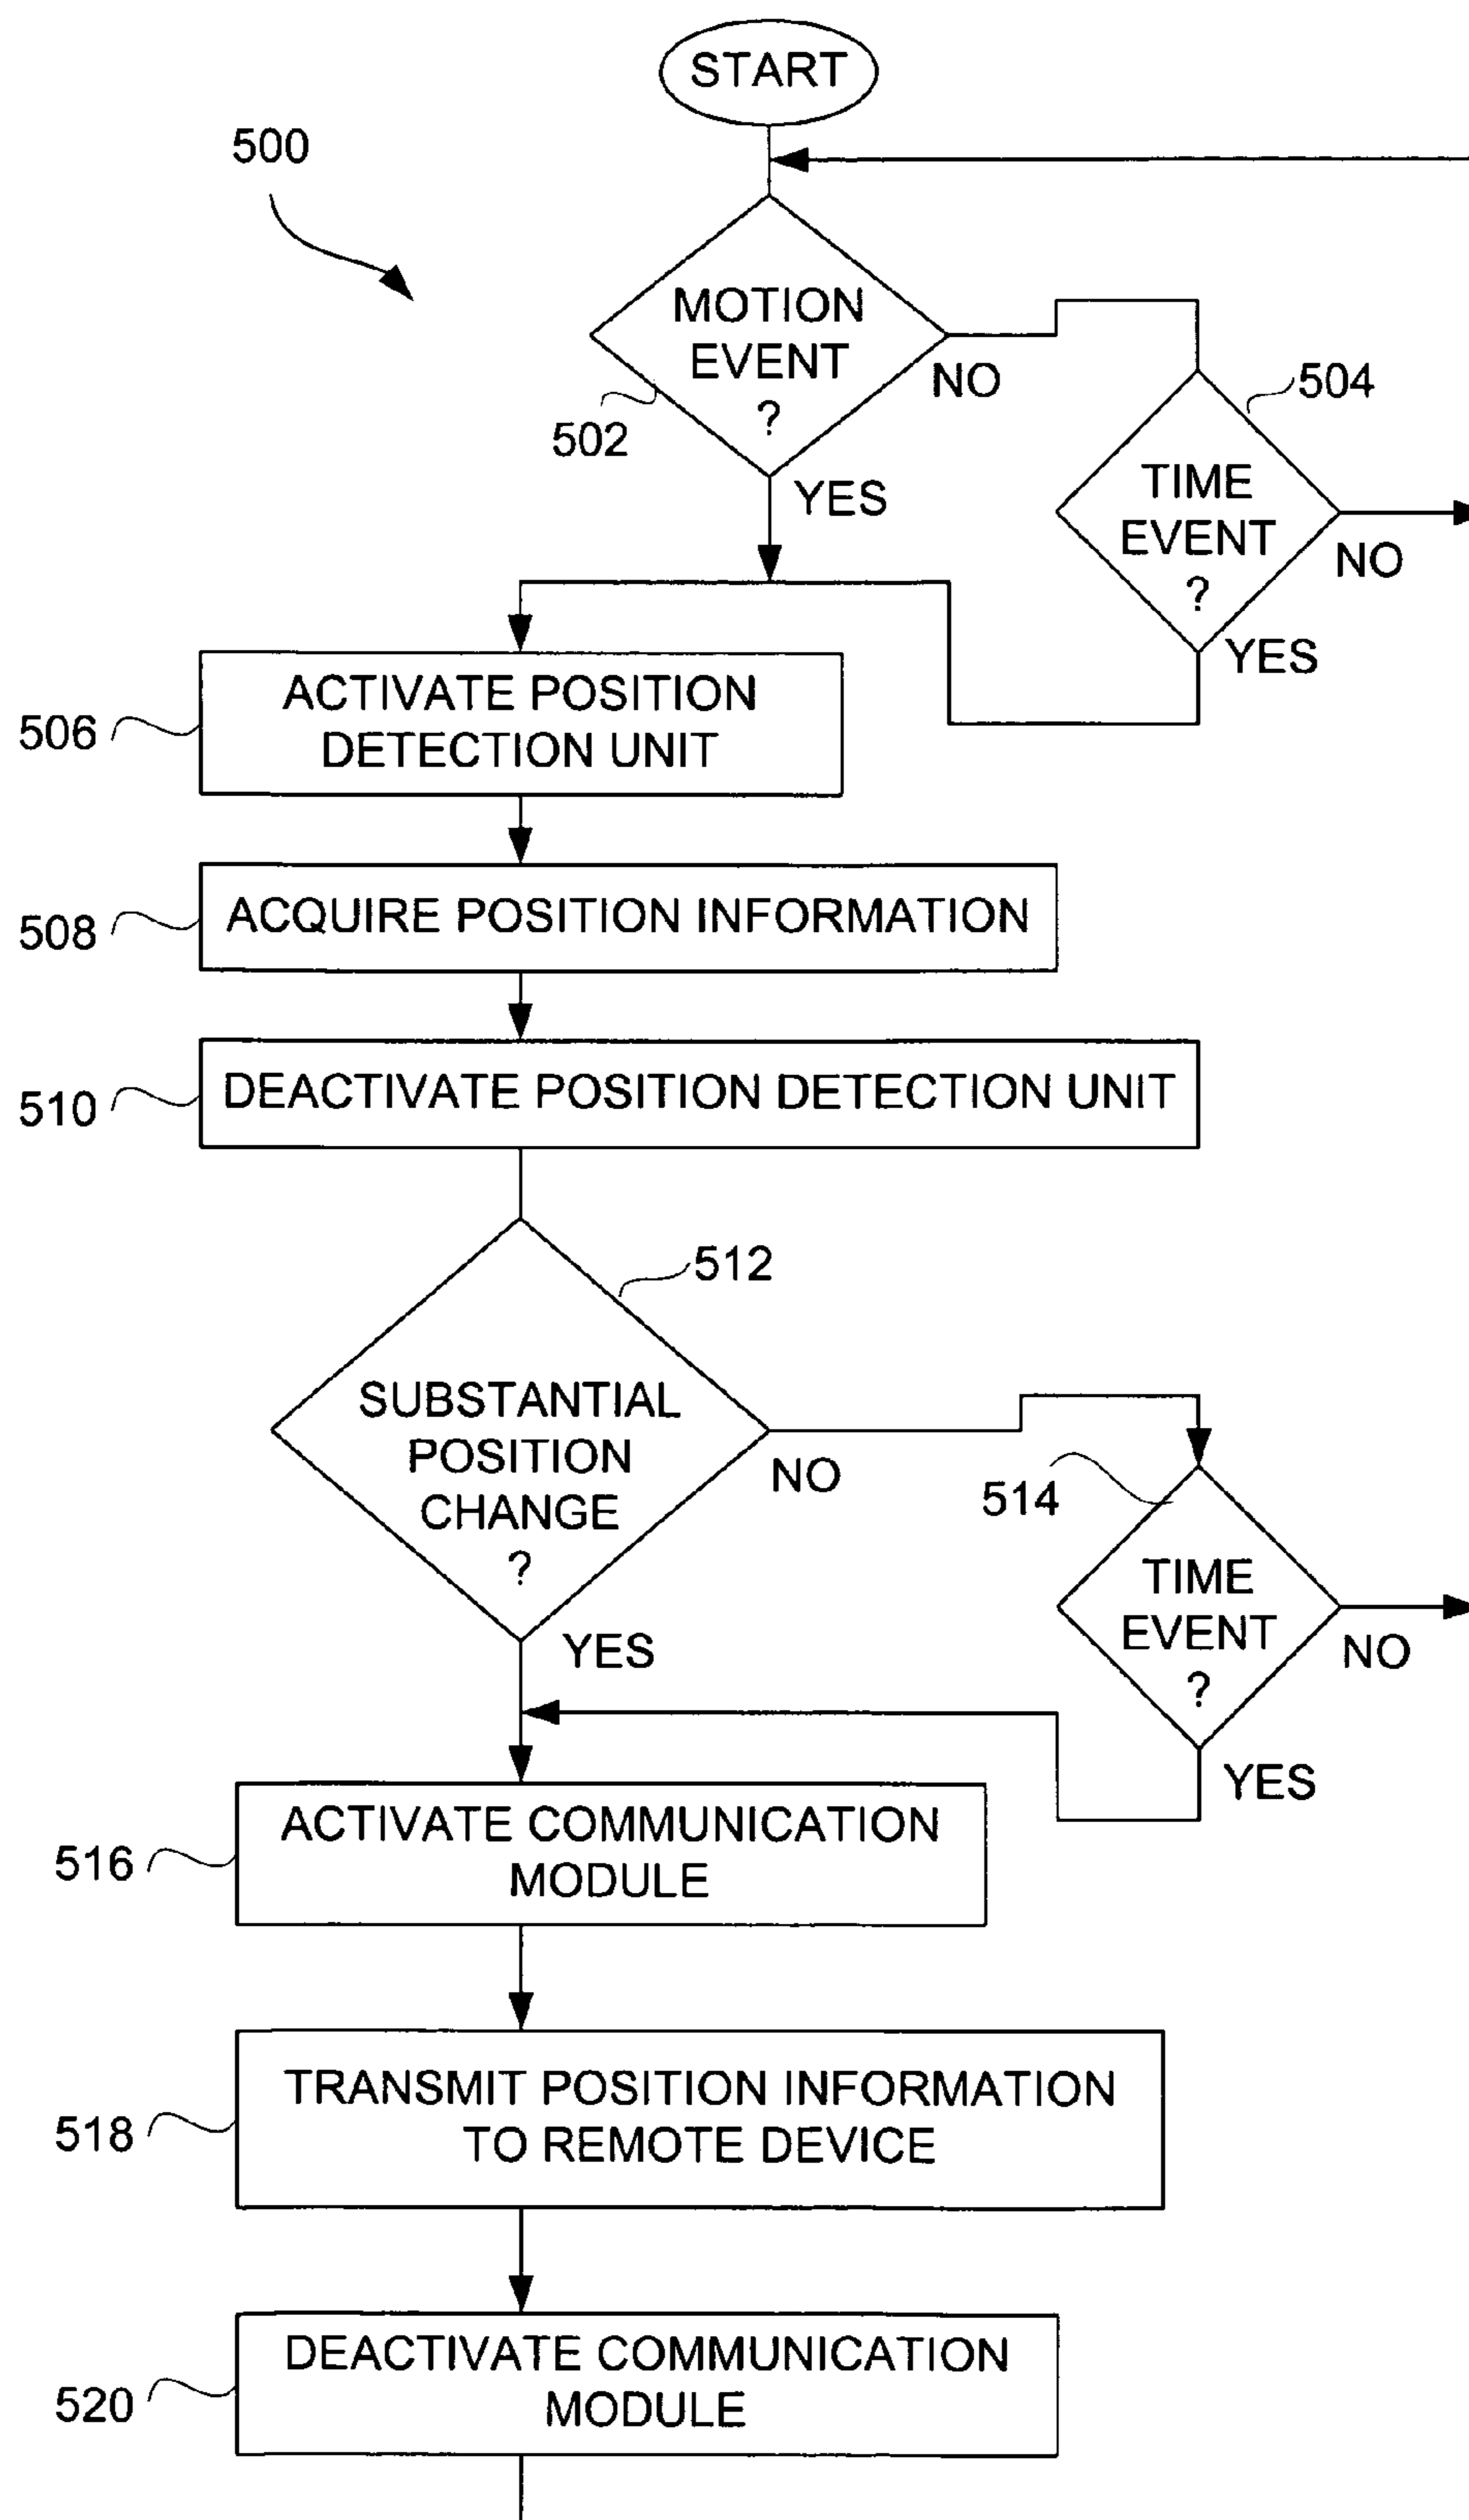 START
500
MOTION
EVENT
?
NO
502
YES
504
TIME
EVENT
?
NO
YES
506
ACTIVATE POSITION
DETECTION UNIT
508
ACQUIRE POSITION INFORMATION
510
DEACTIVATE POSITION DETECTION UNIT
512
SUBSTANTIAL
POSITION
CHANGE
?
NO
YES
514
TIME
EVENT
?
NO
YES
516
ACTIVATE COMMUNICATION
MODULE
518
TRANSMIT POSITION INFORMATION
TO REMOTE DEVICE
520
DEACTIVATE COMMUNICATION
MODULE